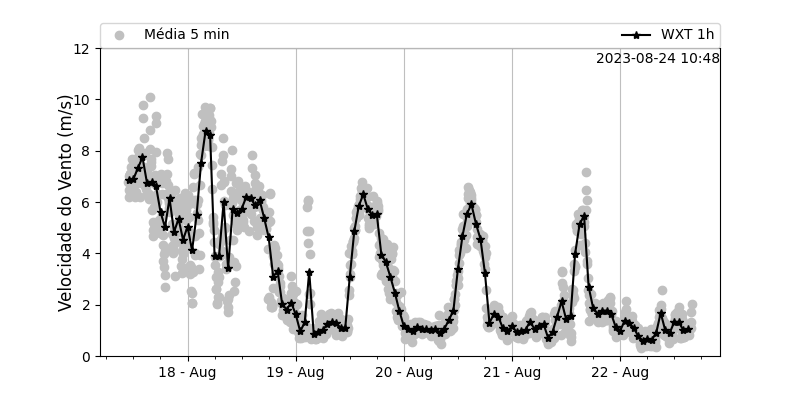 Média 5 min
WXT 1h
2023-08-24 10:48
Velocidade do Vento (m/s)
12
10
8
6
4
2
0
18 - Aug
19 - Aug
20 - Aug
21 - Aug
22 - Aug